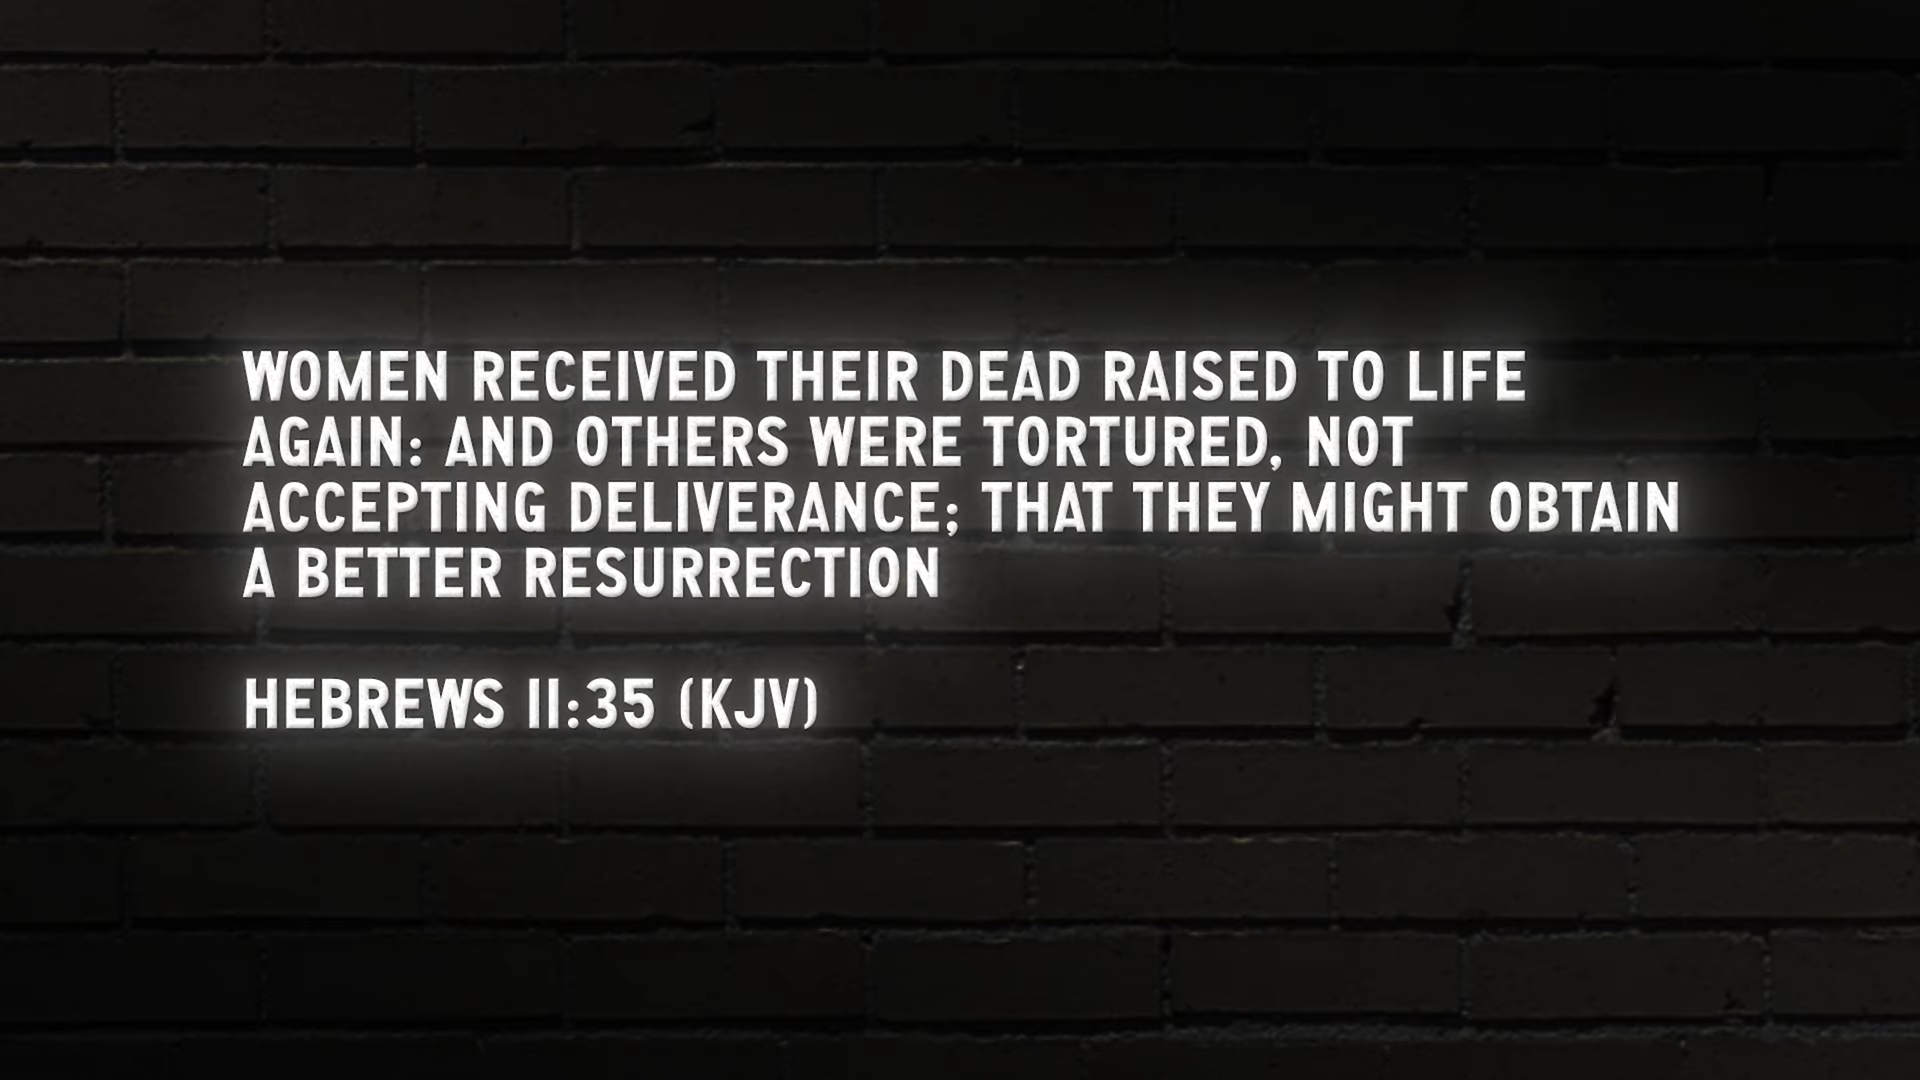 WOMEN RECEIVED THEIR DEAD RAISED TO LIFE
AGAIN: AND OTHERS WERE TORTURED, NOT
ACCEPTING DELIVERANCE; THAT THEY MIGHT OBTAIN
A BETTER RESURRECTION
HEBREWS 11:35 (KJV)